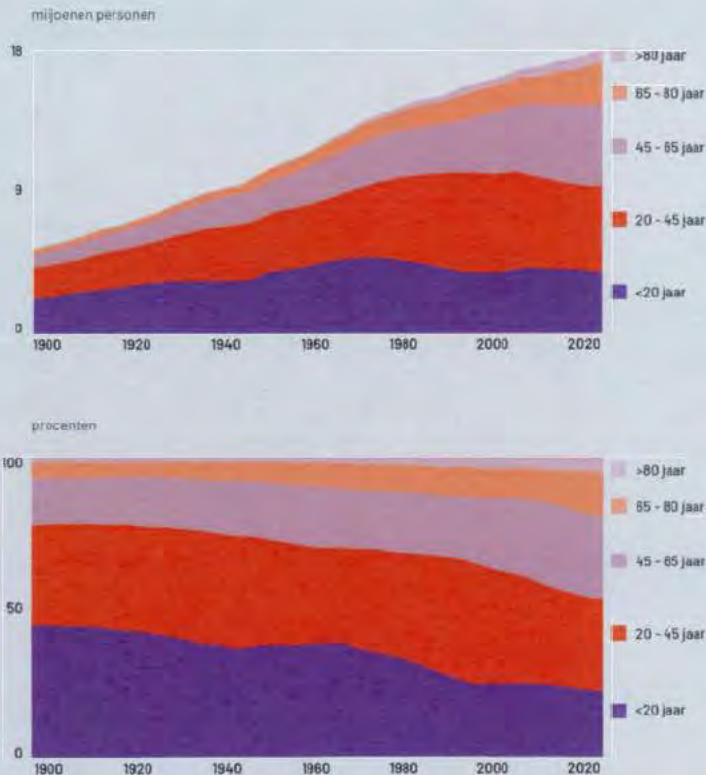 miljoenen personen
18
>80 jaar
65 - 80 jaar
45 - 65 jaar
9
20 - 45 jaar
<20 jaar
0
1900 1920 1940 1960 1980 2000 2020
procenten
100
>80 jaar
65 - 80 jaar
45 - 65 jaar
50
20 - 45 jaar
<20 jaar
0
1900 1920 1940 1960 1980 2000 2020